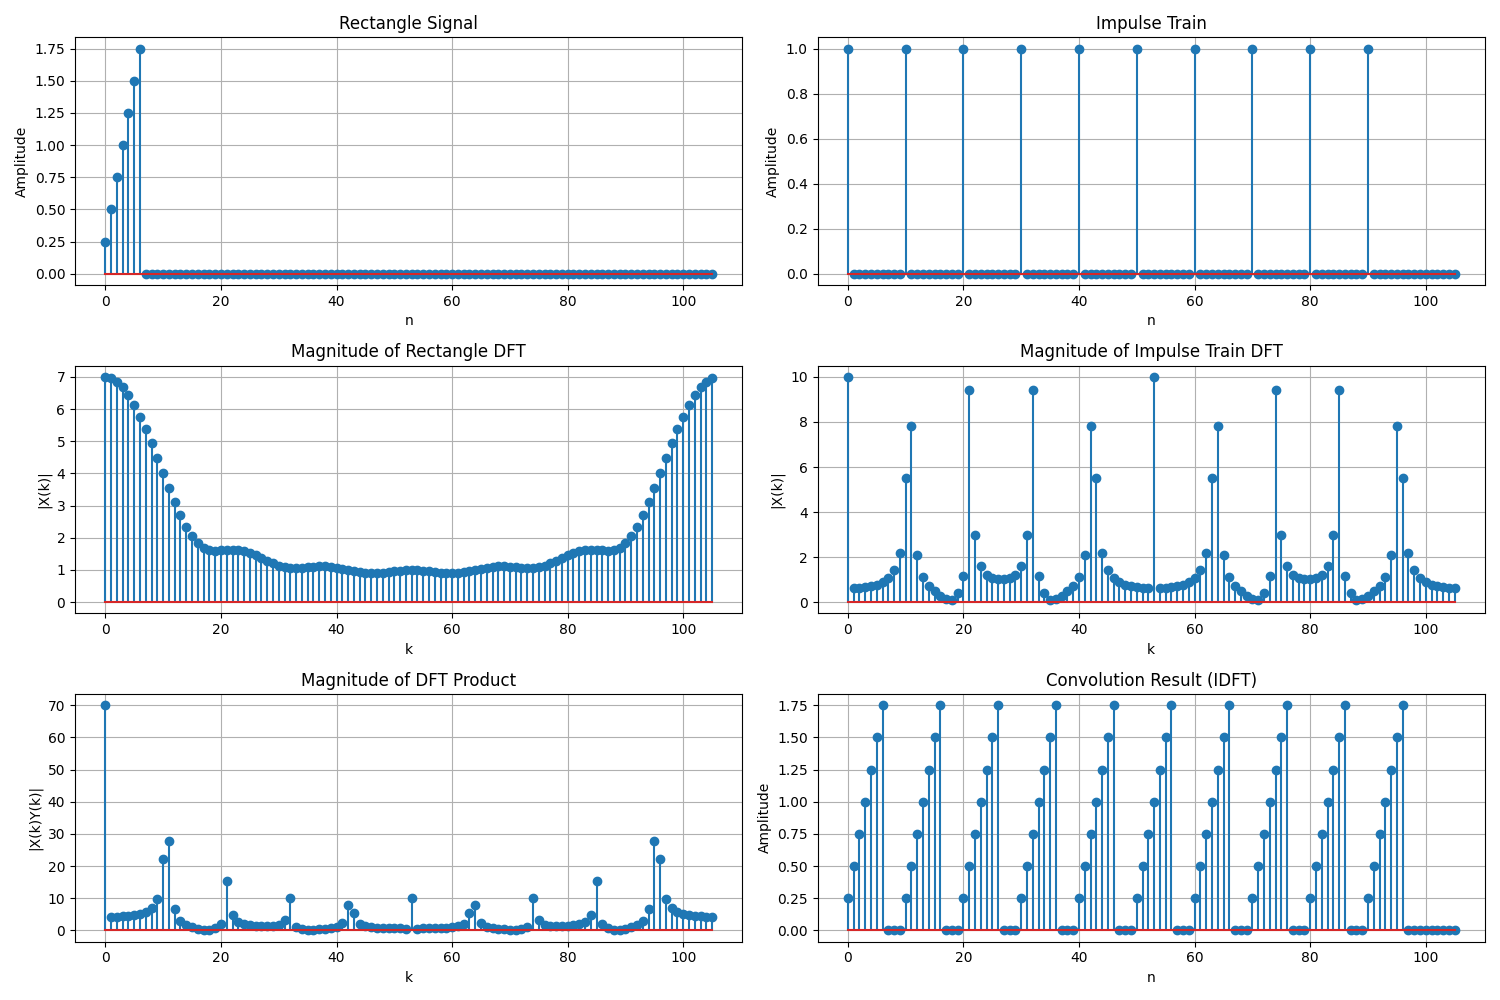 Rectangle Signal
Amplitude
1.75
1.50
1.25
1.00
0.75
0.50
0.25
0.00
0 20 40 60 80 100
n
Impulse Train
Amplitude
1.0
0.8
0.6
0.4
0.2
0.0
0 20 40 60 80 100
n
Magnitude of Rectangle DFT
|X(k)|
7
6
5
4
3
2
1
0
0 20 40 60 80 100
k
Magnitude of Impulse Train DFT
|X(k)|
10
8
6
4
2
0
0 20 40 60 80 100
k
Magnitude of DFT Product
|X(k)Y(k)|
70
60
50
40
30
20
10
0
0 20 40 60 80 100
k
Convolution Result (IDFT)
Amplitude
1.75
1.50
1.25
1.00
0.75
0.50
0.25
0.00
0 20 40 60 80 100
n